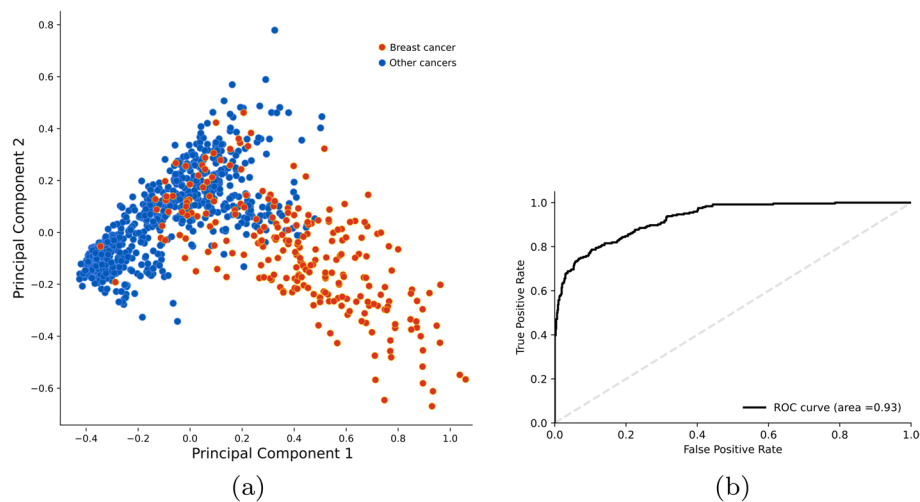 0.8
0.6
0.4
0.2
0.0
−0.2
−0.4
−0.6
Principal Component 2
Breast cancer
Other cancers
−0.4 −0.2 0.0 0.2 0.4 0.6 0.8 1.0
Principal Component 1
(a)
1.0
0.8
0.6
0.4
0.2
0.0
True Positive Rate
ROC curve (area =0.93)
0.0 0.2 0.4 0.6 0.8 1.0
False Positive Rate
(b)